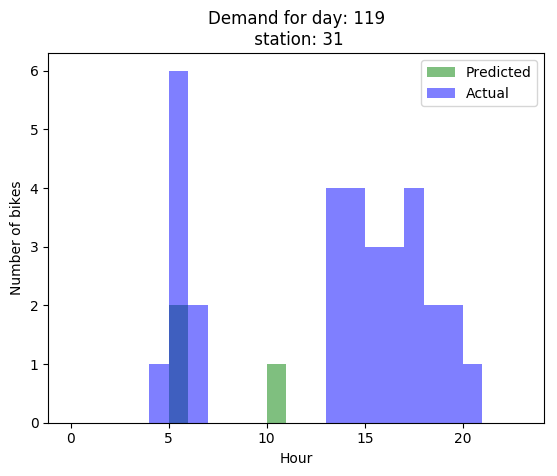 Demand for day: 119
station: 31
Predicted
Actual
Number of bikes
6
5
4
3
2
1
0
0 5 10 15 20
Hour